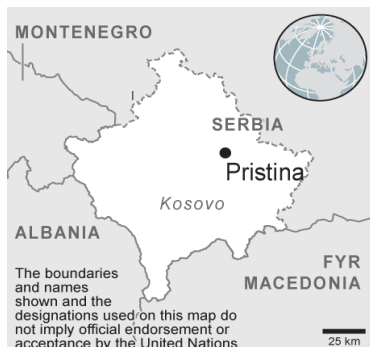 MONTENEGRO
SERBIA
Pristina
Kosovo
ALBANIA
FYR
MACEDONIA
The boundaries
and names
shown and the
designations used on this map do
not imply official endorsement or
acceptance by the United Nations
25 km